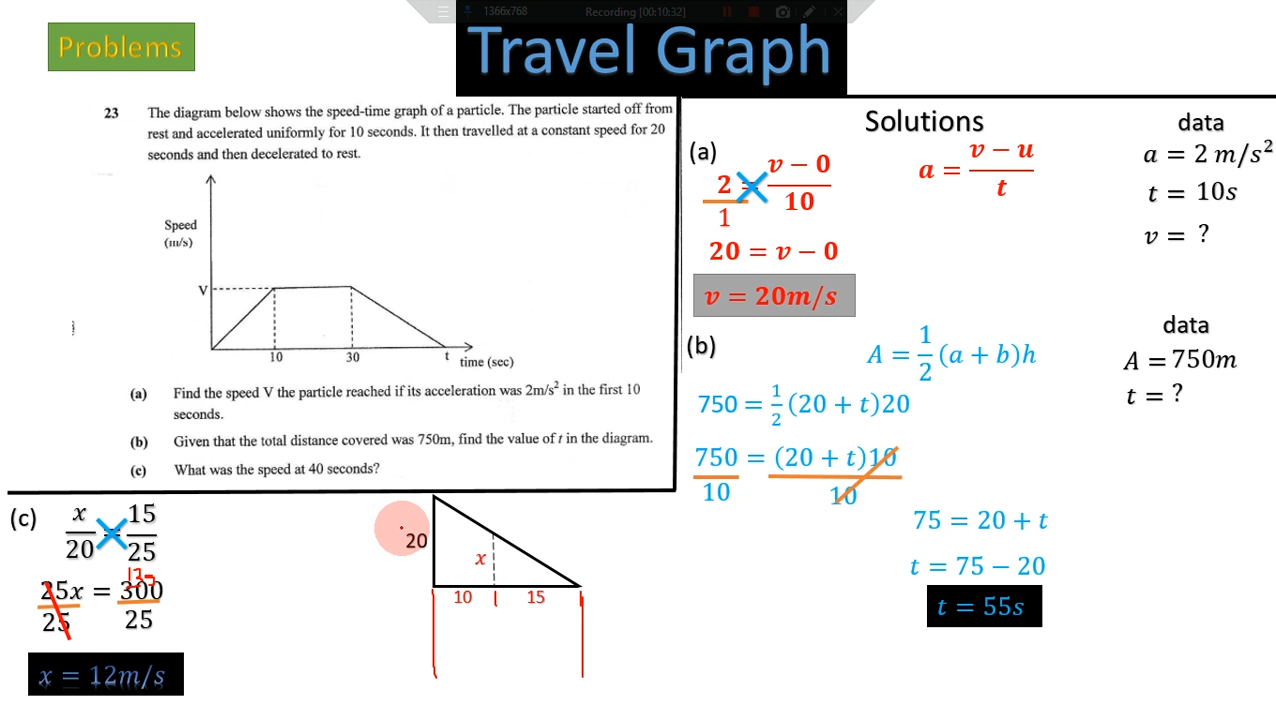 1366x768 Recording [00:10:32]
Problems
Travel Graph
23 The diagram below shows the speed-time graph of a particle. The particle started off from
rest and accelerated uniformly for 10 seconds. It then travelled at a constant speed for 20
seconds and then decelerated to rest.
Speed
(m/s)
V
10 30 t time (sec)
(a) Find the speed V the particle reached if its acceleration was 2m/s² in the first 10
seconds.
(b) Given that the total distance covered was 750m, find the value of t in the diagram.
(c) What was the speed at 40 seconds?
Solutions
(a)
2/1 = (v − 0)/10
20 = v − 0
v = 20m/s
a = (v − u)/t
data
a = 2 m/s²
t = 10s
v = ?
(b)
A = 1/2 (a + b)h
750 = 1/2 (20 + t)20
750/10 = (20 + t)10/10
75 = 20 + t
t = 75 − 20
t = 55s
data
A = 750m
t = ?
(c)
x/20 = 15/25
25x/25 = 300/25
x = 12m/s
20
x
10 15